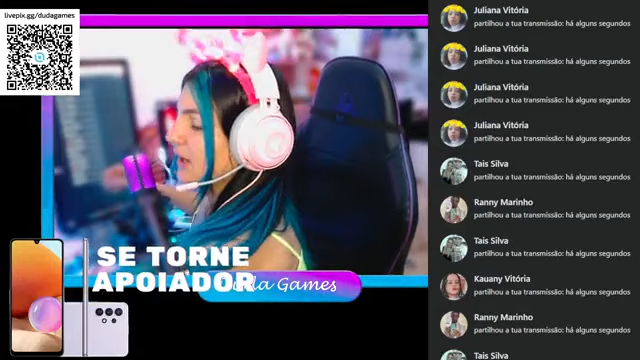 livepix.gg/dudagames
SE TORNE
APOIADOR
Games
Juliana Vitória
partilhou a tua transmissão: há alguns segundos
Juliana Vitória
partilhou a tua transmissão: há alguns segundos
Juliana Vitória
partilhou a tua transmissão: há alguns segundos
Juliana Vitória
partilhou a tua transmissão: há alguns segundos
Tais Silva
partilhou a tua transmissão: há alguns segundos
Ranny Marinho
partilhou a tua transmissão: há alguns segundos
Tais Silva
partilhou a tua transmissão: há alguns segundos
Kauany Vitória
partilhou a tua transmissão: há alguns segundos
Ranny Marinho
partilhou a tua transmissão: há alguns segundos
Tais Silva